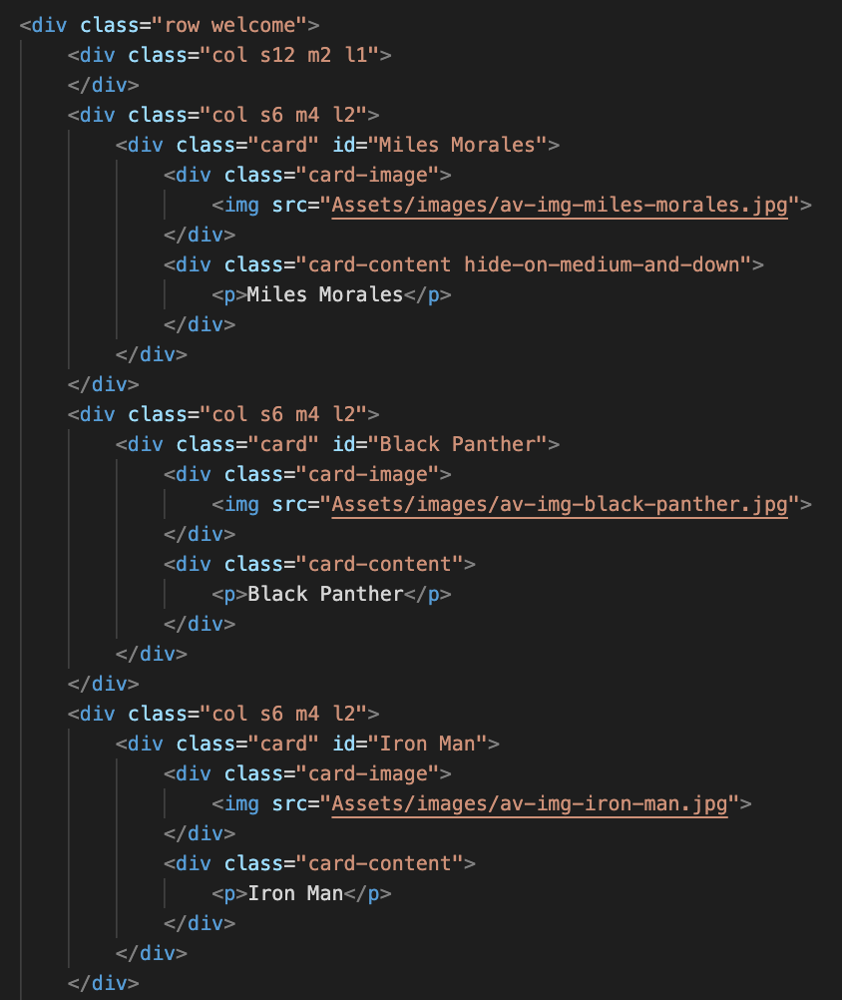 <div class="row welcome">
    <div class="col s12 m2 l1">
    </div>
    <div class="col s6 m4 l2">
        <div class="card" id="Miles Morales">
            <div class="card-image">
                <img src="Assets/images/av-img-miles-morales.jpg">
            </div>
            <div class="card-content hide-on-medium-and-down">
                <p>Miles Morales</p>
            </div>
        </div>
    </div>
    <div class="col s6 m4 l2">
        <div class="card" id="Black Panther">
            <div class="card-image">
                <img src="Assets/images/av-img-black-panther.jpg">
            </div>
            <div class="card-content">
                <p>Black Panther</p>
            </div>
        </div>
    </div>
    <div class="col s6 m4 l2">
        <div class="card" id="Iron Man">
            <div class="card-image">
                <img src="Assets/images/av-img-iron-man.jpg">
            </div>
            <div class="card-content">
                <p>Iron Man</p>
            </div>
        </div>
    </div>